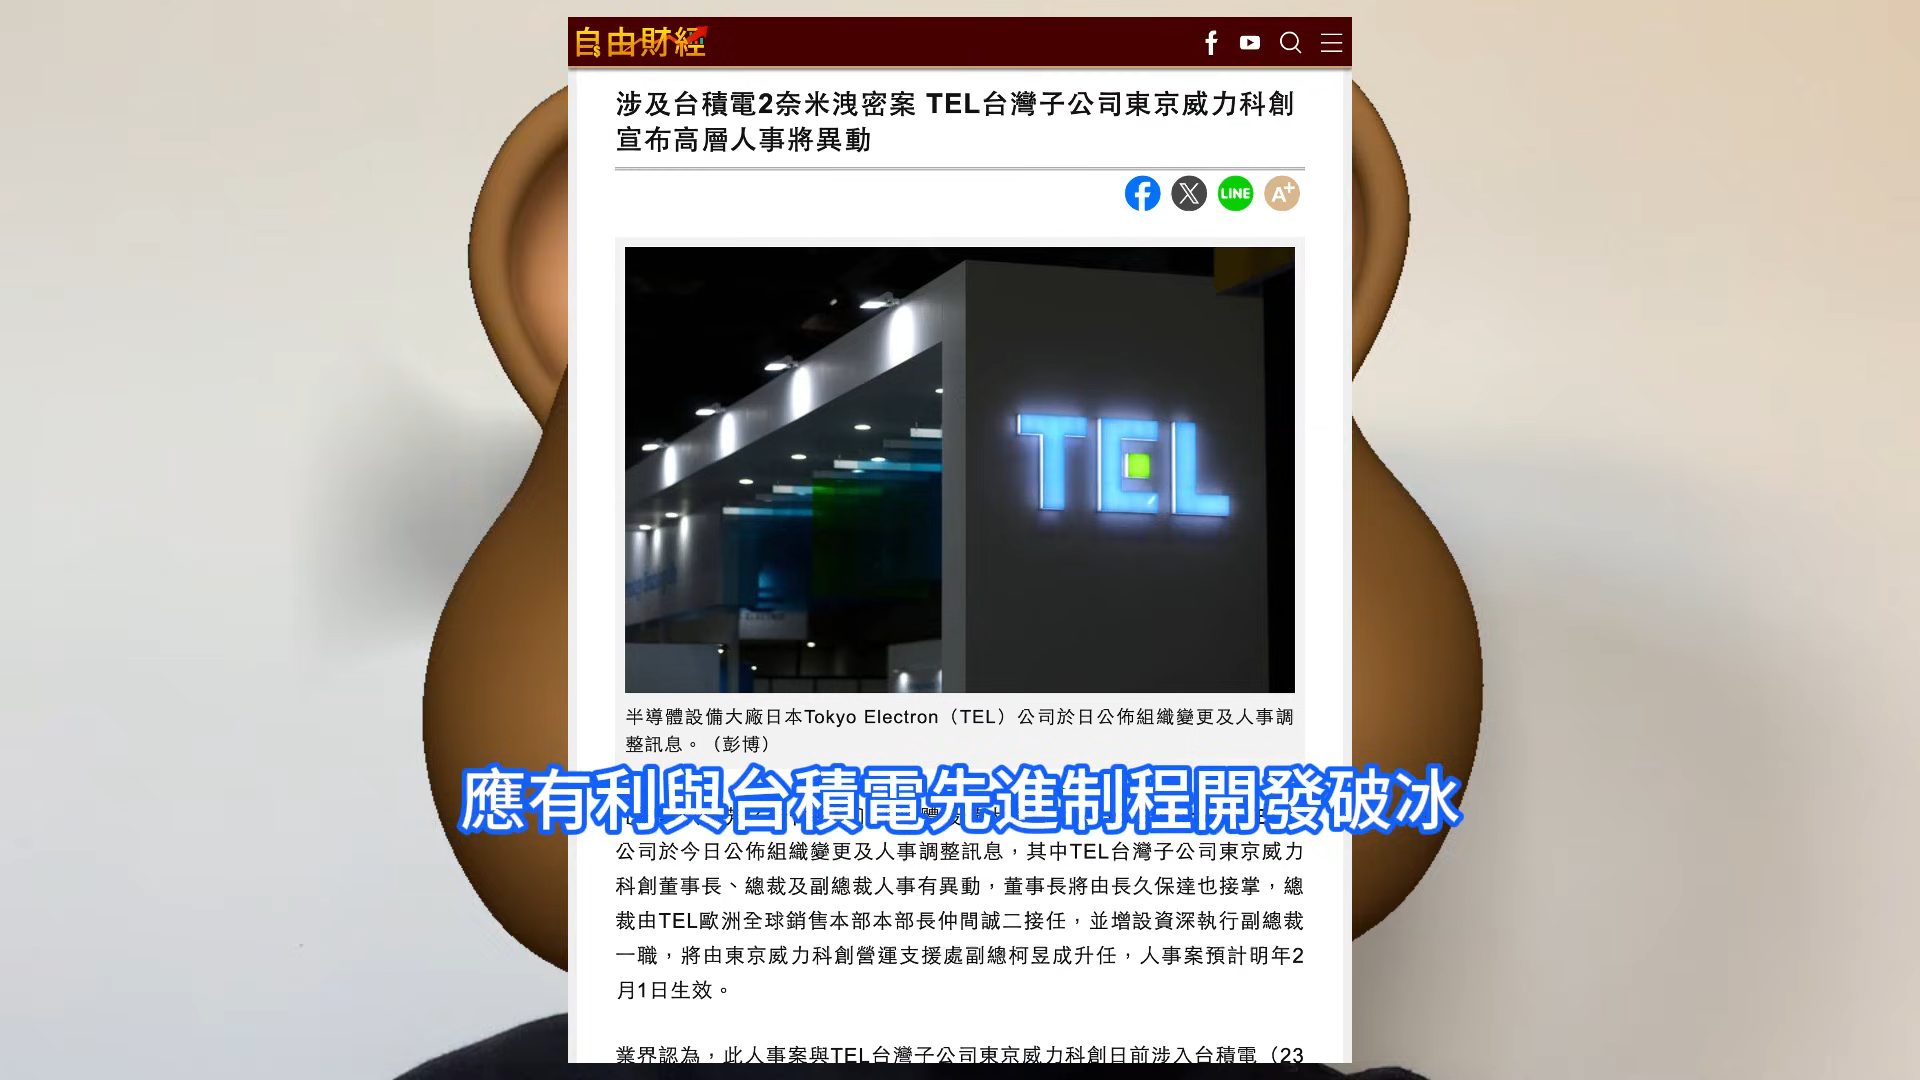 自由財經
涉及台積電2奈米洩密案 TEL台灣子公司東京威力科創
宣布高層人事將異動
LINE
A+
TEL
半導體設備大廠日本Tokyo Electron（TEL）公司於日公佈組織變更及人事調
整訊息。（彭博）
應有利與台積電先進制程開發破冰
公司於今日公佈組織變更及人事調整訊息，其中TEL台灣子公司東京威力
科創董事長、總裁及副總裁人事有異動，董事長將由長久保達也接掌，總
裁由TEL歐洲全球銷售本部本部長仲間誠二接任，並增設資深執行副總裁
一職，將由東京威力科創營運支援處副總柯昱成升任，人事案預計明年2
月1日生效。
業界認為，此人事案與TEL台灣子公司東京威力科創日前涉入台積電（23